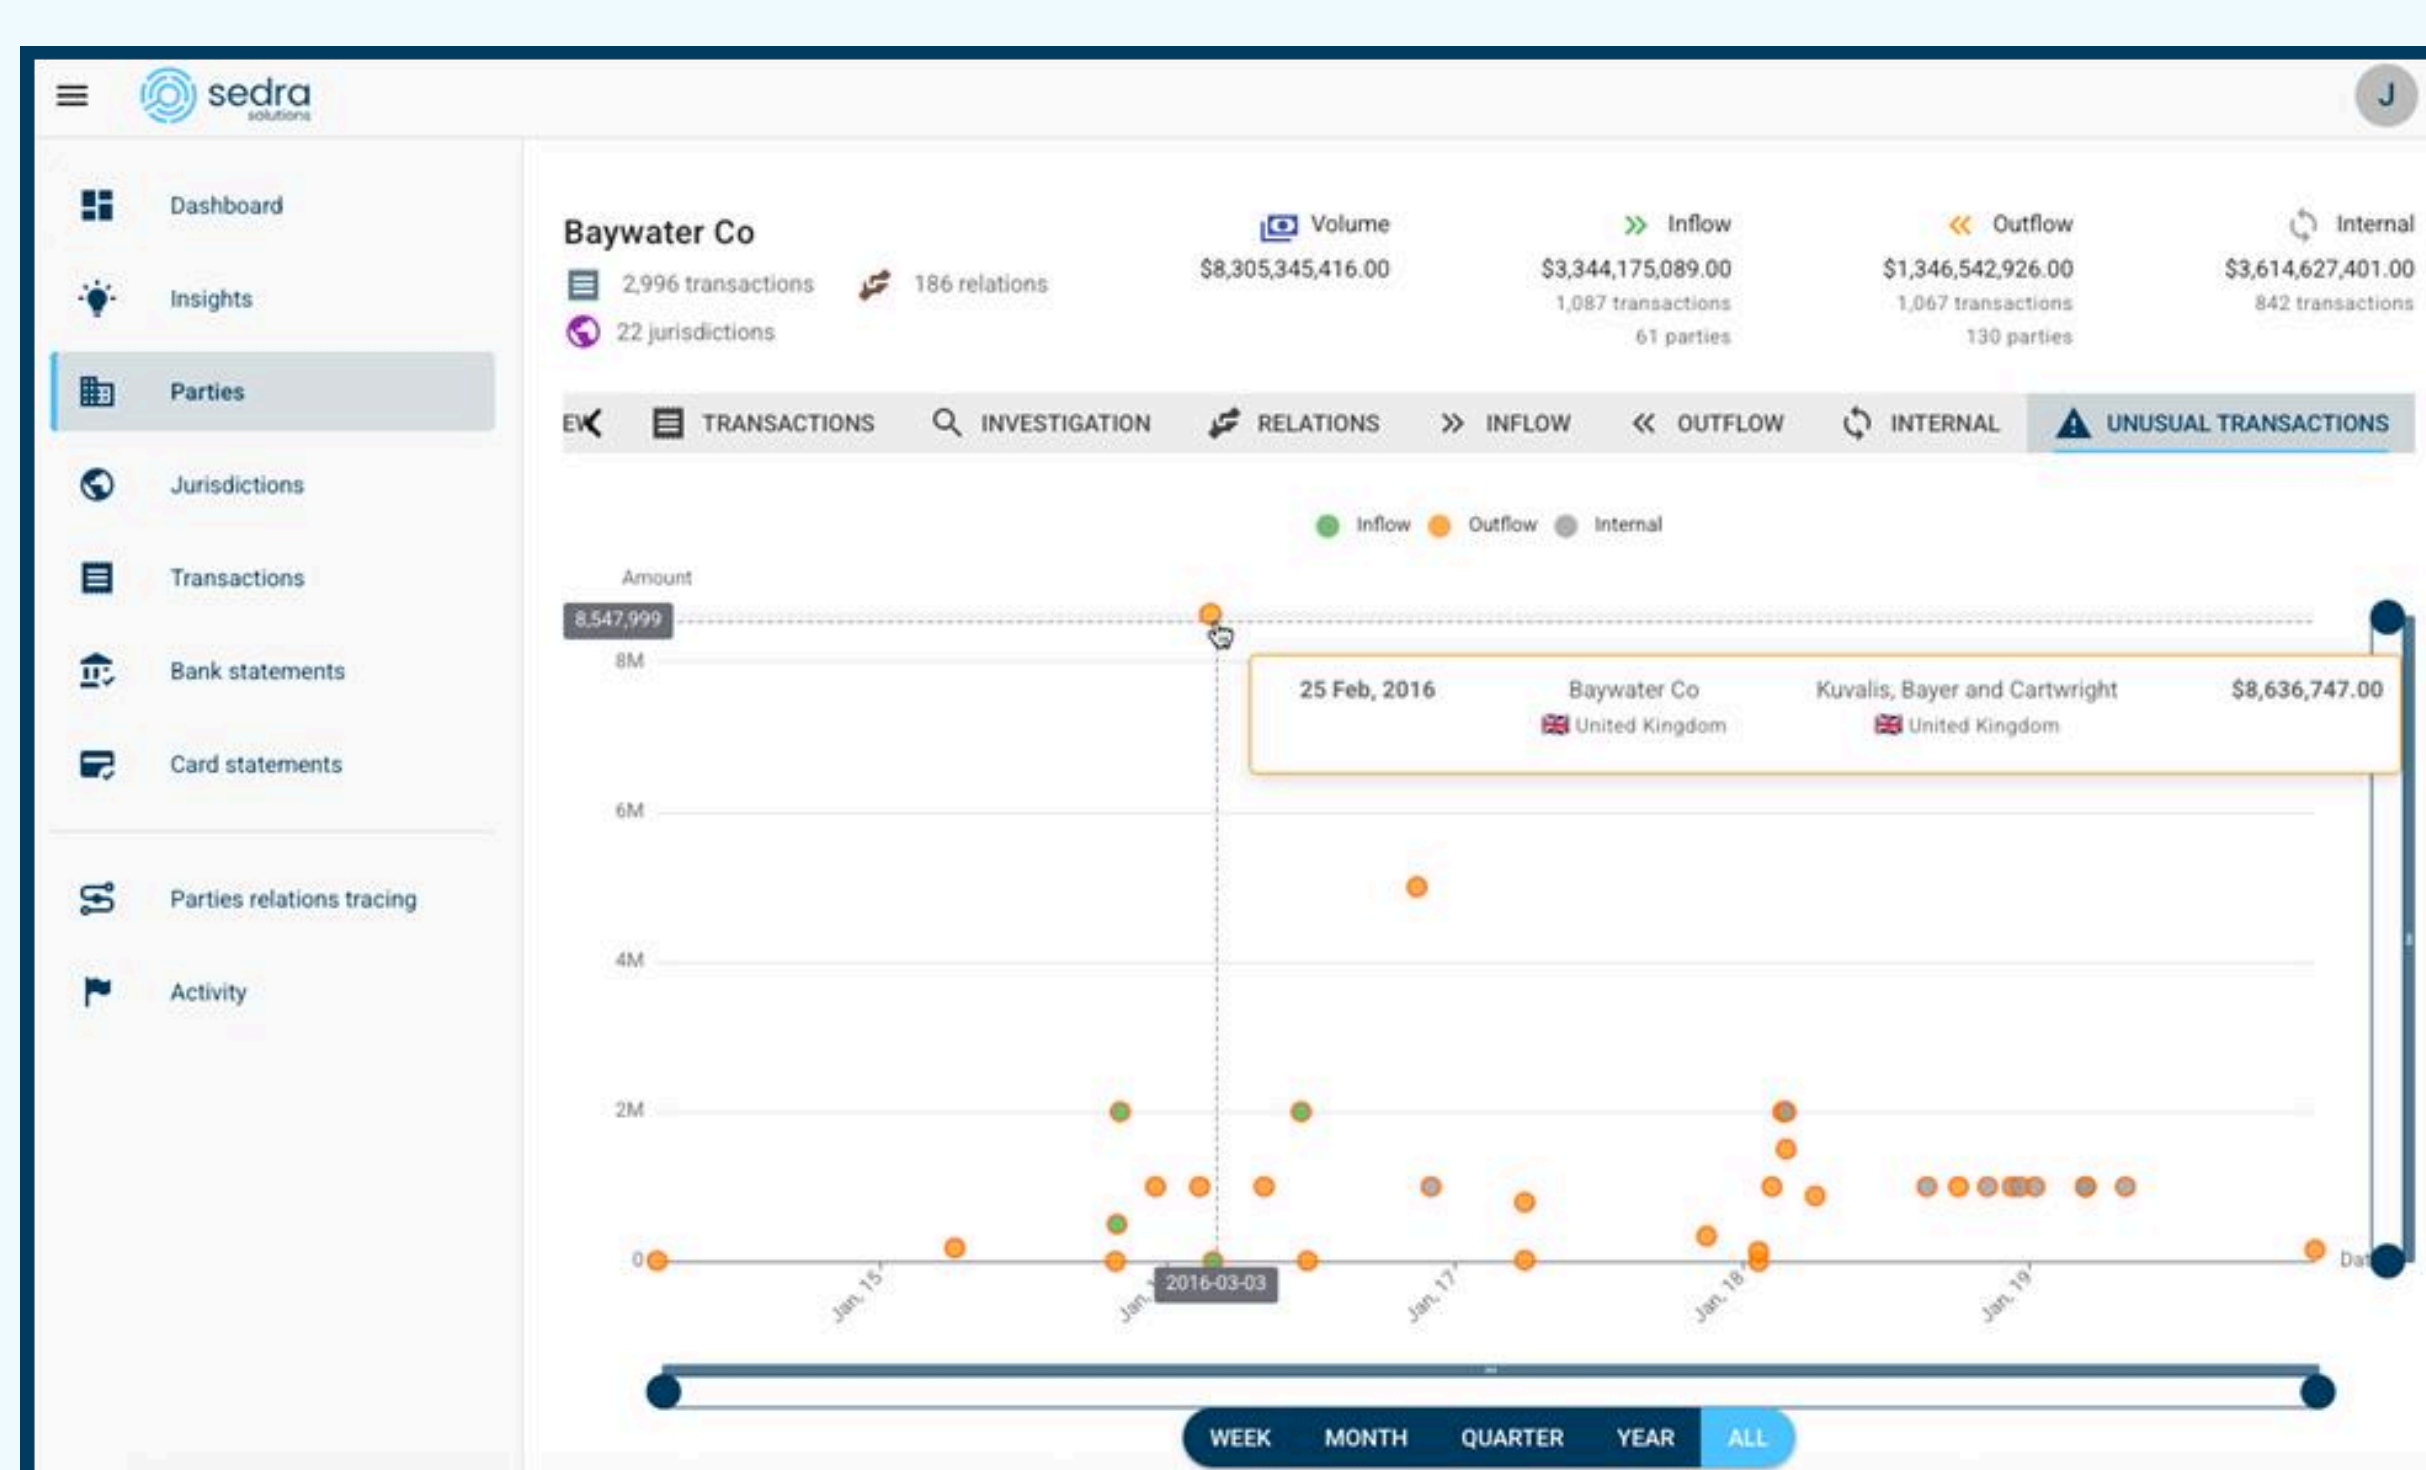 sedra
solutions
J
Dashboard
Insights
Parties
Jurisdictions
Transactions
Bank statements
Card statements
Parties relations tracing
Activity
Baywater Co
2,996 transactions 186 relations
22 jurisdictions
Volume
$8,305,345,416.00
Inflow
$3,344,175,089.00
1,087 transactions
61 parties
Outflow
$1,346,542,926.00
1,067 transactions
130 parties
Internal
$3,614,627,401.00
842 transactions
TRANSACTIONS INVESTIGATION RELATIONS INFLOW OUTFLOW INTERNAL UNUSUAL TRANSACTIONS
Inflow Outflow Internal
Amount
8,547,999
8M
25 Feb, 2016 Baywater Co Kuvalis, Bayer and Cartwright $8,636,747.00
United Kingdom United Kingdom
6M
4M
2M
0
Dat
Jan, 15 Jan, 2016-03-03 Jan, 17 Jan, 18 Jan, 19
WEEK MONTH QUARTER YEAR ALL